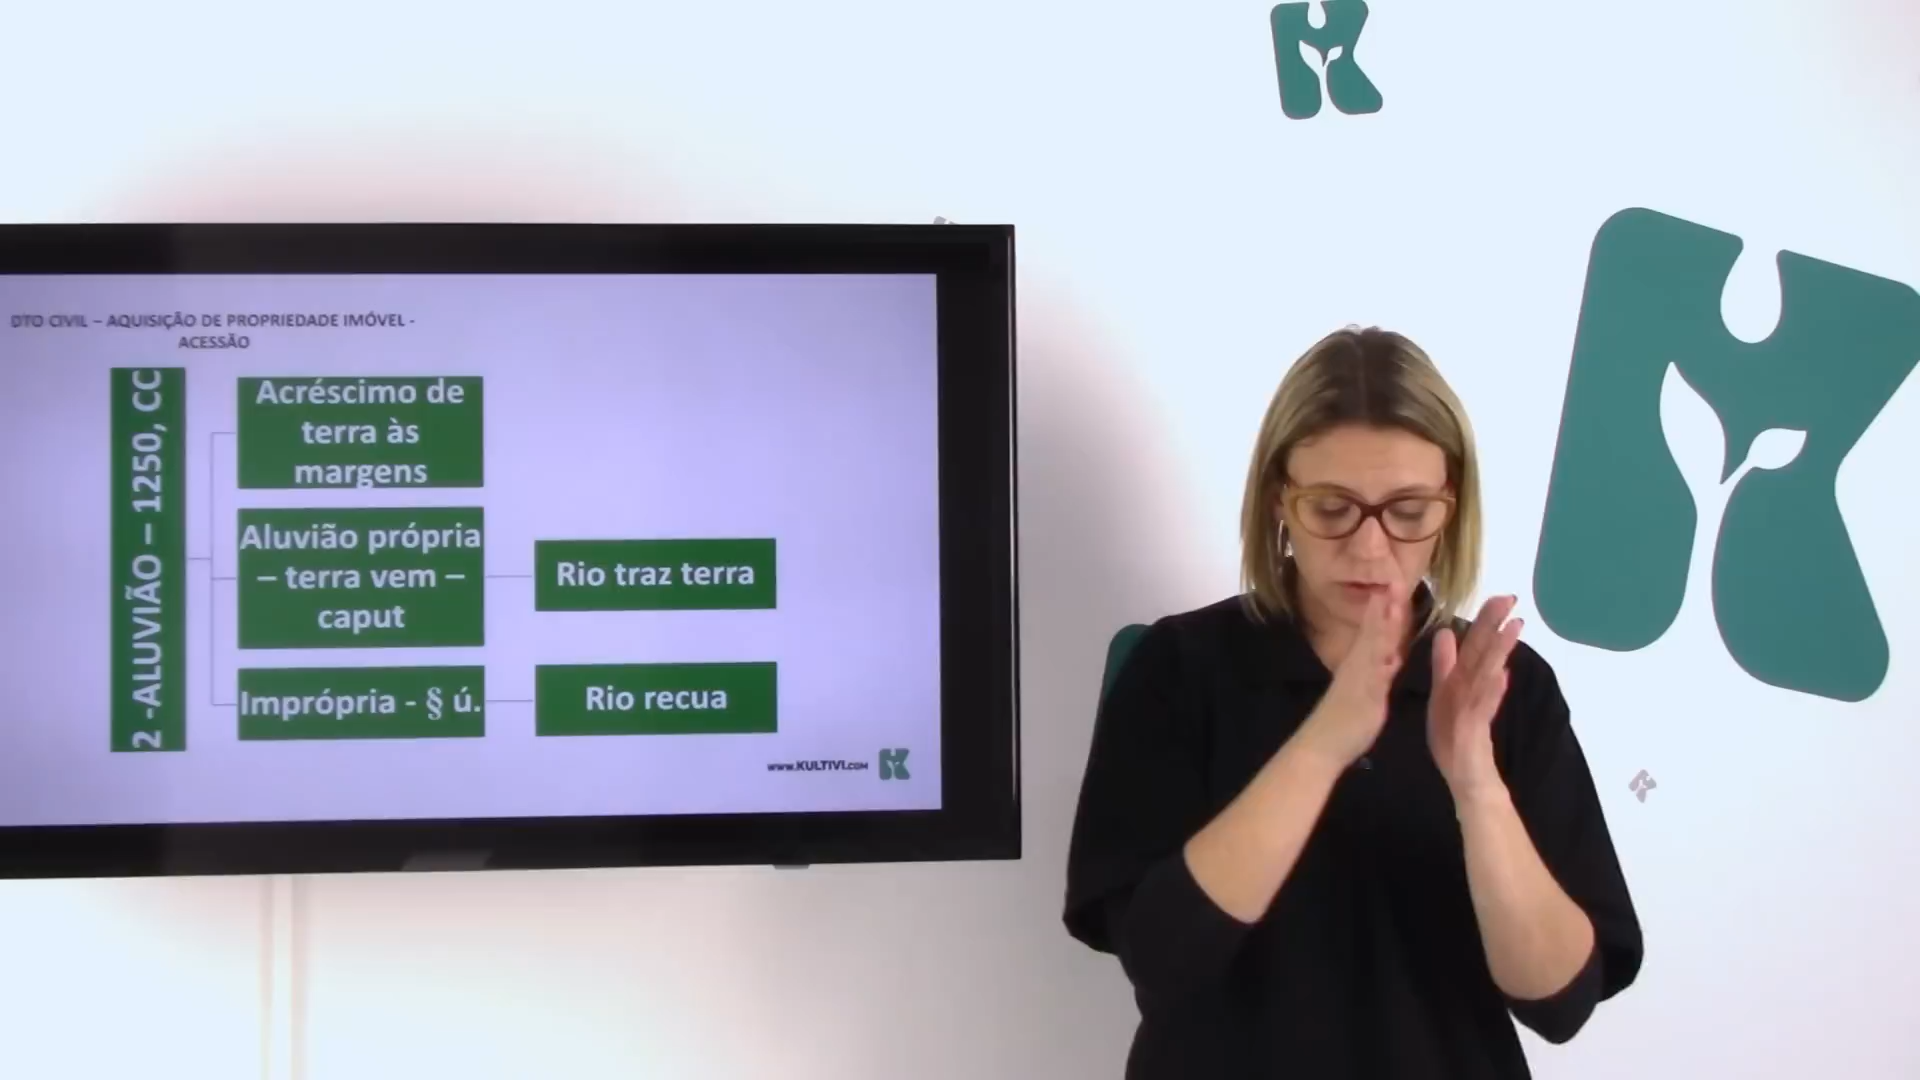 DTO CIVIL – AQUISIÇÃO DE PROPRIEDADE IMÓVEL -
ACESSÃO
2 -ALUVIÃO – 1250, CC
Acréscimo de
terra às
margens
Aluvião própria
– terra vem –
caput
Rio traz terra
Imprópria - § ú.
Rio recua
www.KULTIVI.com